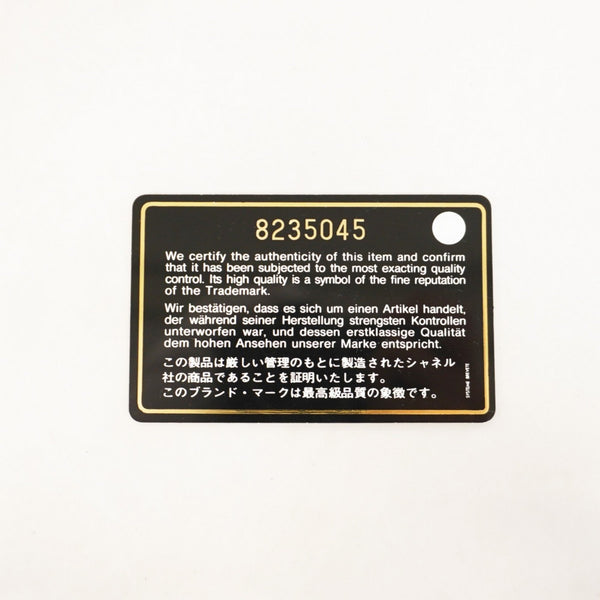 8235045
We certify the authenticity of this item and confirm
that it has been subjected to the most exacting quality
control. Its high quality is a symbol of the fine reputation
of the Trademark.
Wir bestätigen, dass es sich um einen Artikel handelt,
der während seiner Herstellung strengsten Kontrollen
unterworfen war, und dessen erstklassige Qualität
dem hohen Ansehen unserer Marke entspricht.
この製品は厳しい管理のもとに製造されたシャネル
社の商品であることを証明いたします。
このブランド・マークは最高級品質の象徴です。
SYSTEME BREVETE